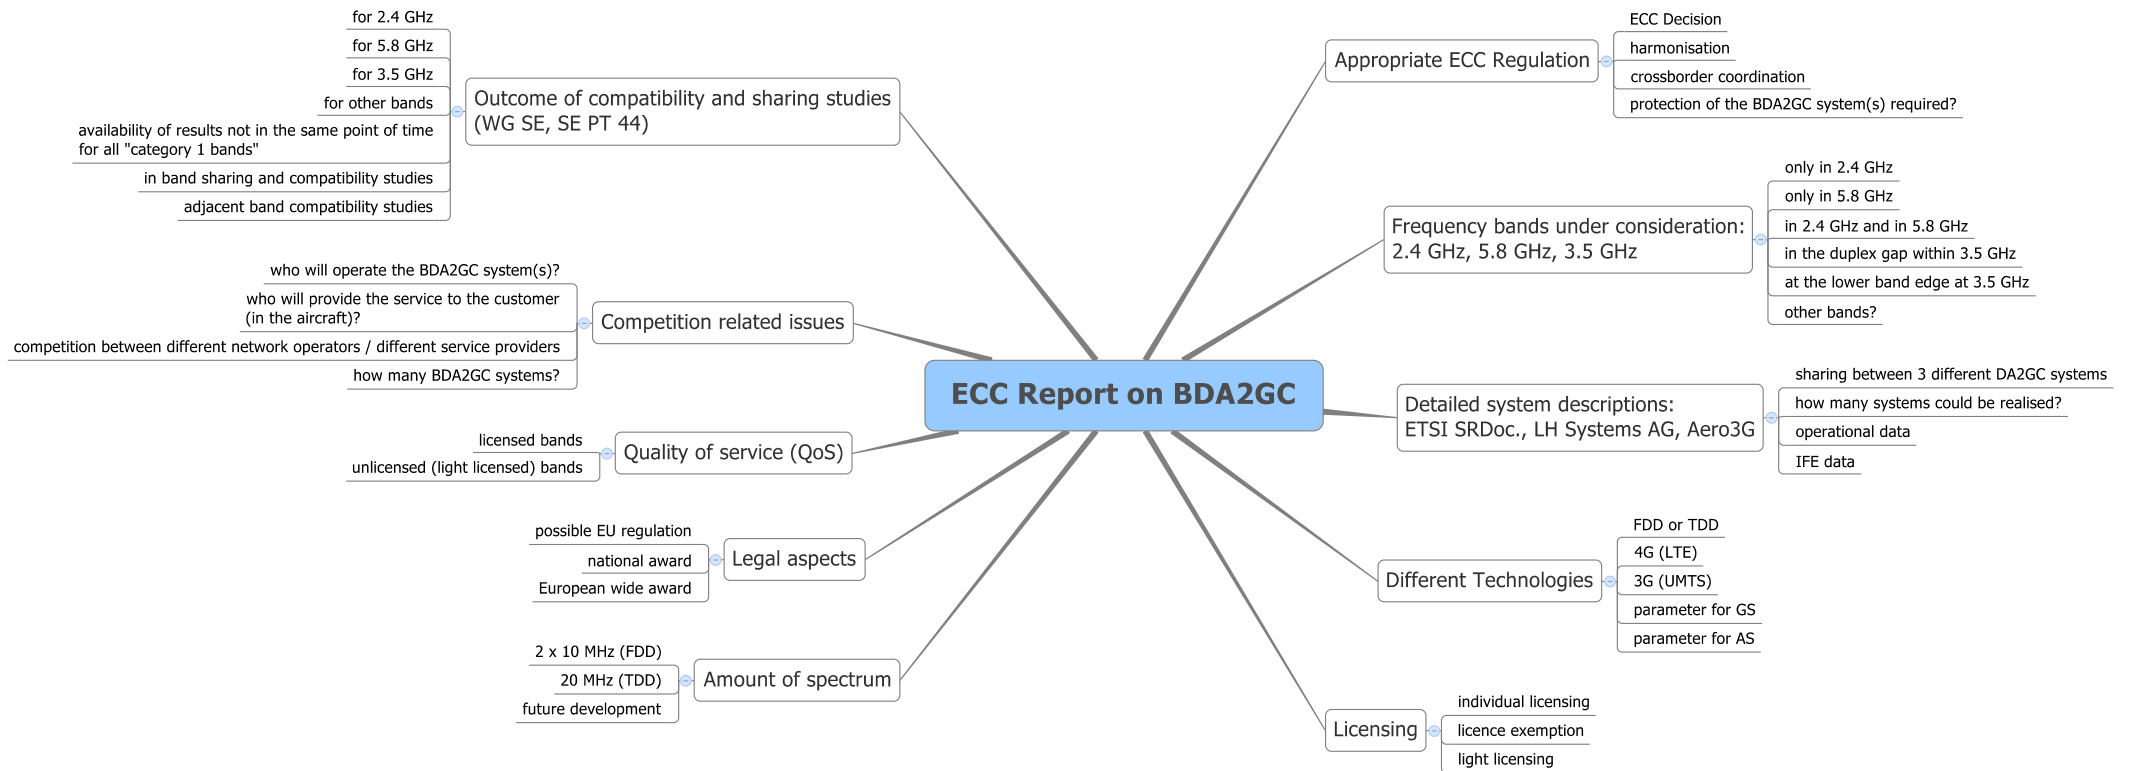 ECC Report on BDA2GC
Outcome of compatibility and sharing studies
(WG SE, SE PT 44)
for 2.4 GHz
for 5.8 GHz
for 3.5 GHz
for other bands
availability of results not in the same point of time
for all "category 1 bands"
in band sharing and compatibility studies
adjacent band compatibility studies
Competition related issues
who will operate the BDA2GC system(s)?
who will provide the service to the customer
(in the aircraft)?
competition between different network operators / different service providers
how many BDA2GC systems?
Quality of service (QoS)
licensed bands
unlicensed (light licensed) bands
Legal aspects
possible EU regulation
national award
European wide award
Amount of spectrum
2 x 10 MHz (FDD)
20 MHz (TDD)
future development
Appropriate ECC Regulation
ECC Decision
harmonisation
crossborder coordination
protection of the BDA2GC system(s) required?
Frequency bands under consideration:
2.4 GHz, 5.8 GHz, 3.5 GHz
only in 2.4 GHz
only in 5.8 GHz
in 2.4 GHz and in 5.8 GHz
in the duplex gap within 3.5 GHz
at the lower band edge at 3.5 GHz
other bands?
Detailed system descriptions:
ETSI SRDoc., LH Systems AG, Aero3G
sharing between 3 different DA2GC systems
how many systems could be realised?
operational data
IFE data
Different Technologies
FDD or TDD
4G (LTE)
3G (UMTS)
parameter for GS
parameter for AS
Licensing
individual licensing
licence exemption
light licensing